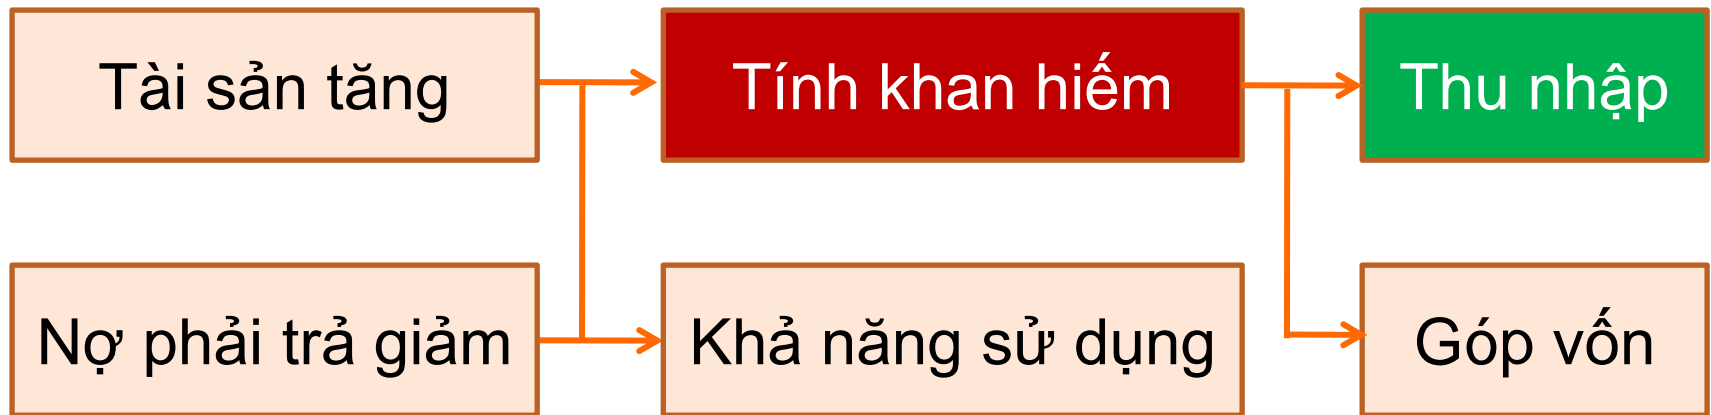 Tài sản tăng
Tính khan hiếm
Thu nhập
Nợ phải trả giảm
Khả năng sử dụng
Góp vốn